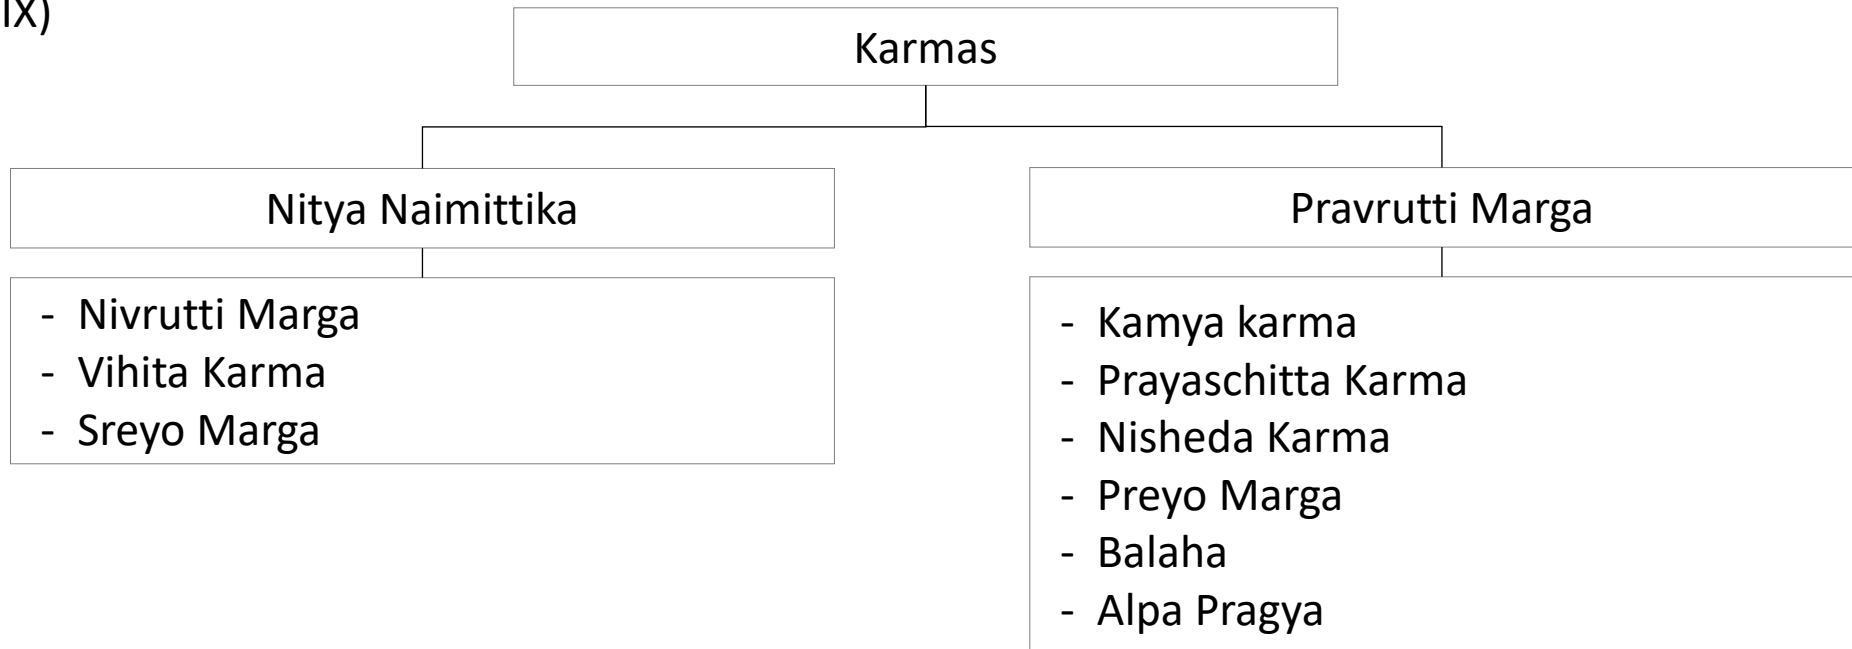 IX)
Karmas
Nitya Naimittika
- Nivrutti Marga
- Vihita Karma
- Sreyo Marga
Pravrutti Marga
- Kamya karma
- Prayaschitta Karma
- Nisheda Karma
- Preyo Marga
- Balaha
- Alpa Pragya